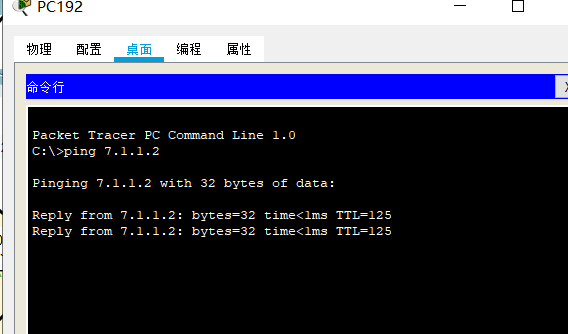 PC192
物理 配置 桌面 编程 属性
命令行
X
Packet Tracer PC Command Line 1.0
C:\>ping 7.1.1.2
Pinging 7.1.1.2 with 32 bytes of data:
Reply from 7.1.1.2: bytes=32 time<1ms TTL=125
Reply from 7.1.1.2: bytes=32 time<1ms TTL=125